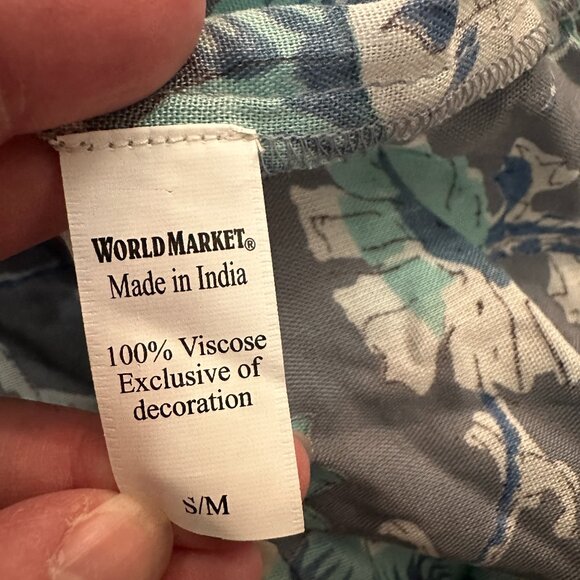 WORLD MARKET®
Made in India
100% Viscose
Exclusive of
decoration
S/M